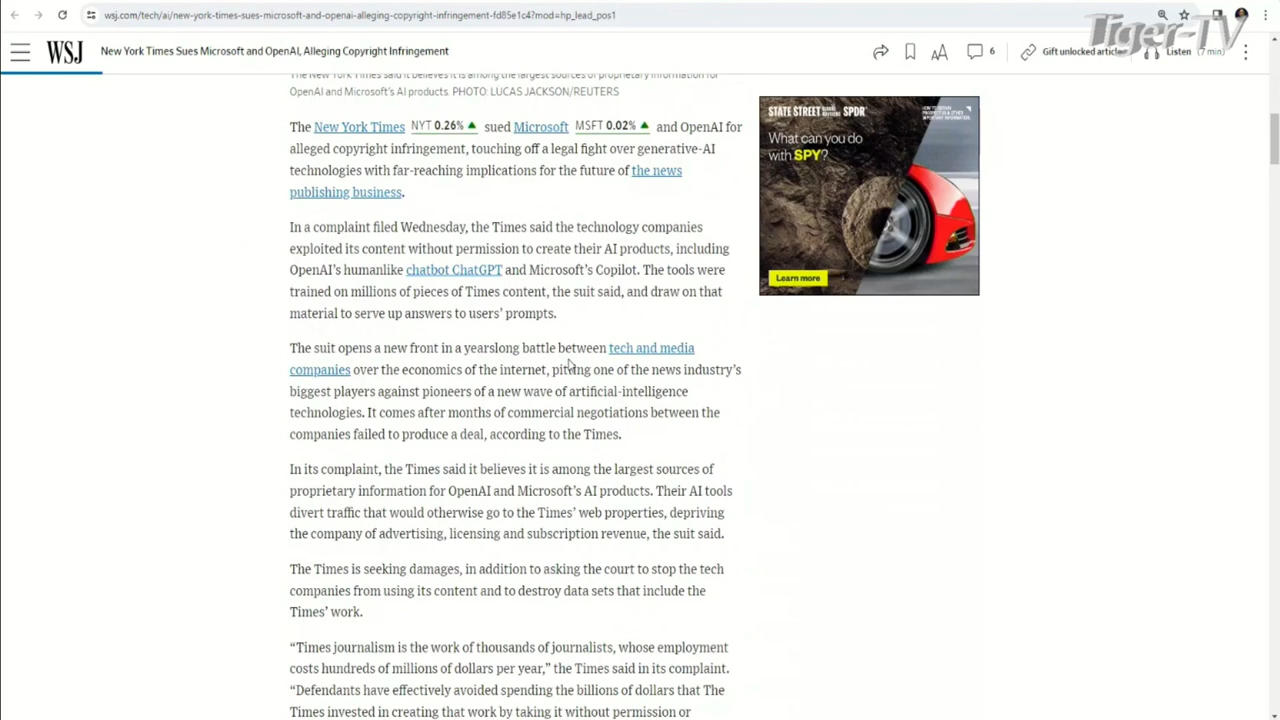 wsj.com/tech/ai/new-york-times-sues-microsoft-and-openai-alleging-copyright-infringement-fd85e1c4?mod=hp_lead_pos1
Tiger-TV
WSJ
New York Times Sues Microsoft and OpenAI, Alleging Copyright Infringement
6
Gift unlocked article
Listen (7 min)
The New York Times said it believes it is among the largest sources of proprietary information for
OpenAI and Microsoft's AI products. PHOTO: LUCAS JACKSON/REUTERS
The New York Times NYT 0.26% ▲ sued Microsoft MSFT 0.02% ▲ and OpenAI for
alleged copyright infringement, touching off a legal fight over generative-AI
technologies with far-reaching implications for the future of the news
publishing business.
In a complaint filed Wednesday, the Times said the technology companies
exploited its content without permission to create their AI products, including
OpenAI's humanlike chatbot ChatGPT and Microsoft's Copilot. The tools were
trained on millions of pieces of Times content, the suit said, and draw on that
material to serve up answers to users' prompts.
The suit opens a new front in a yearslong battle between tech and media
companies over the economics of the internet, pitting one of the news industry's
biggest players against pioneers of a new wave of artificial-intelligence
technologies. It comes after months of commercial negotiations between the
companies failed to produce a deal, according to the Times.
In its complaint, the Times said it believes it is among the largest sources of
proprietary information for OpenAI and Microsoft's AI products. Their AI tools
divert traffic that would otherwise go to the Times' web properties, depriving
the company of advertising, licensing and subscription revenue, the suit said.
The Times is seeking damages, in addition to asking the court to stop the tech
companies from using its content and to destroy data sets that include the
Times' work.
"Times journalism is the work of thousands of journalists, whose employment
costs hundreds of millions of dollars per year," the Times said in its complaint.
"Defendants have effectively avoided spending the billions of dollars that The
Times invested in creating that work by taking it without permission or
STATE STREET GLOBAL ADVISORS SPDR®
What can you do
with SPY?
Learn more